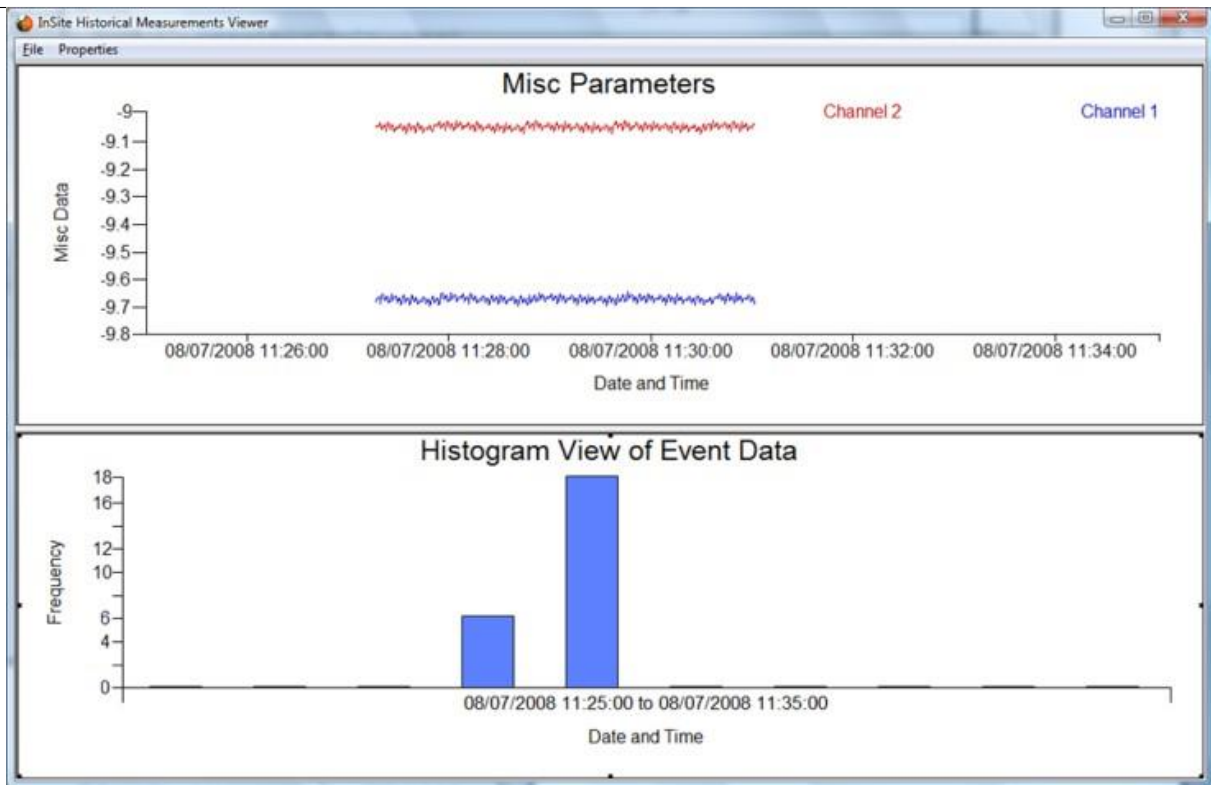 InSite Historical Measurements Viewer
File Properties
Misc Parameters
Channel 2 Channel 1
Misc Data
-9
-9.1
-9.2
-9.3
-9.4
-9.5
-9.6
-9.7
-9.8
08/07/2008 11:26:00 08/07/2008 11:28:00 08/07/2008 11:30:00 08/07/2008 11:32:00 08/07/2008 11:34:00
Date and Time
Histogram View of Event Data
Frequency
18
16
12
10
6
4
0
08/07/2008 11:25:00 to 08/07/2008 11:35:00
Date and Time